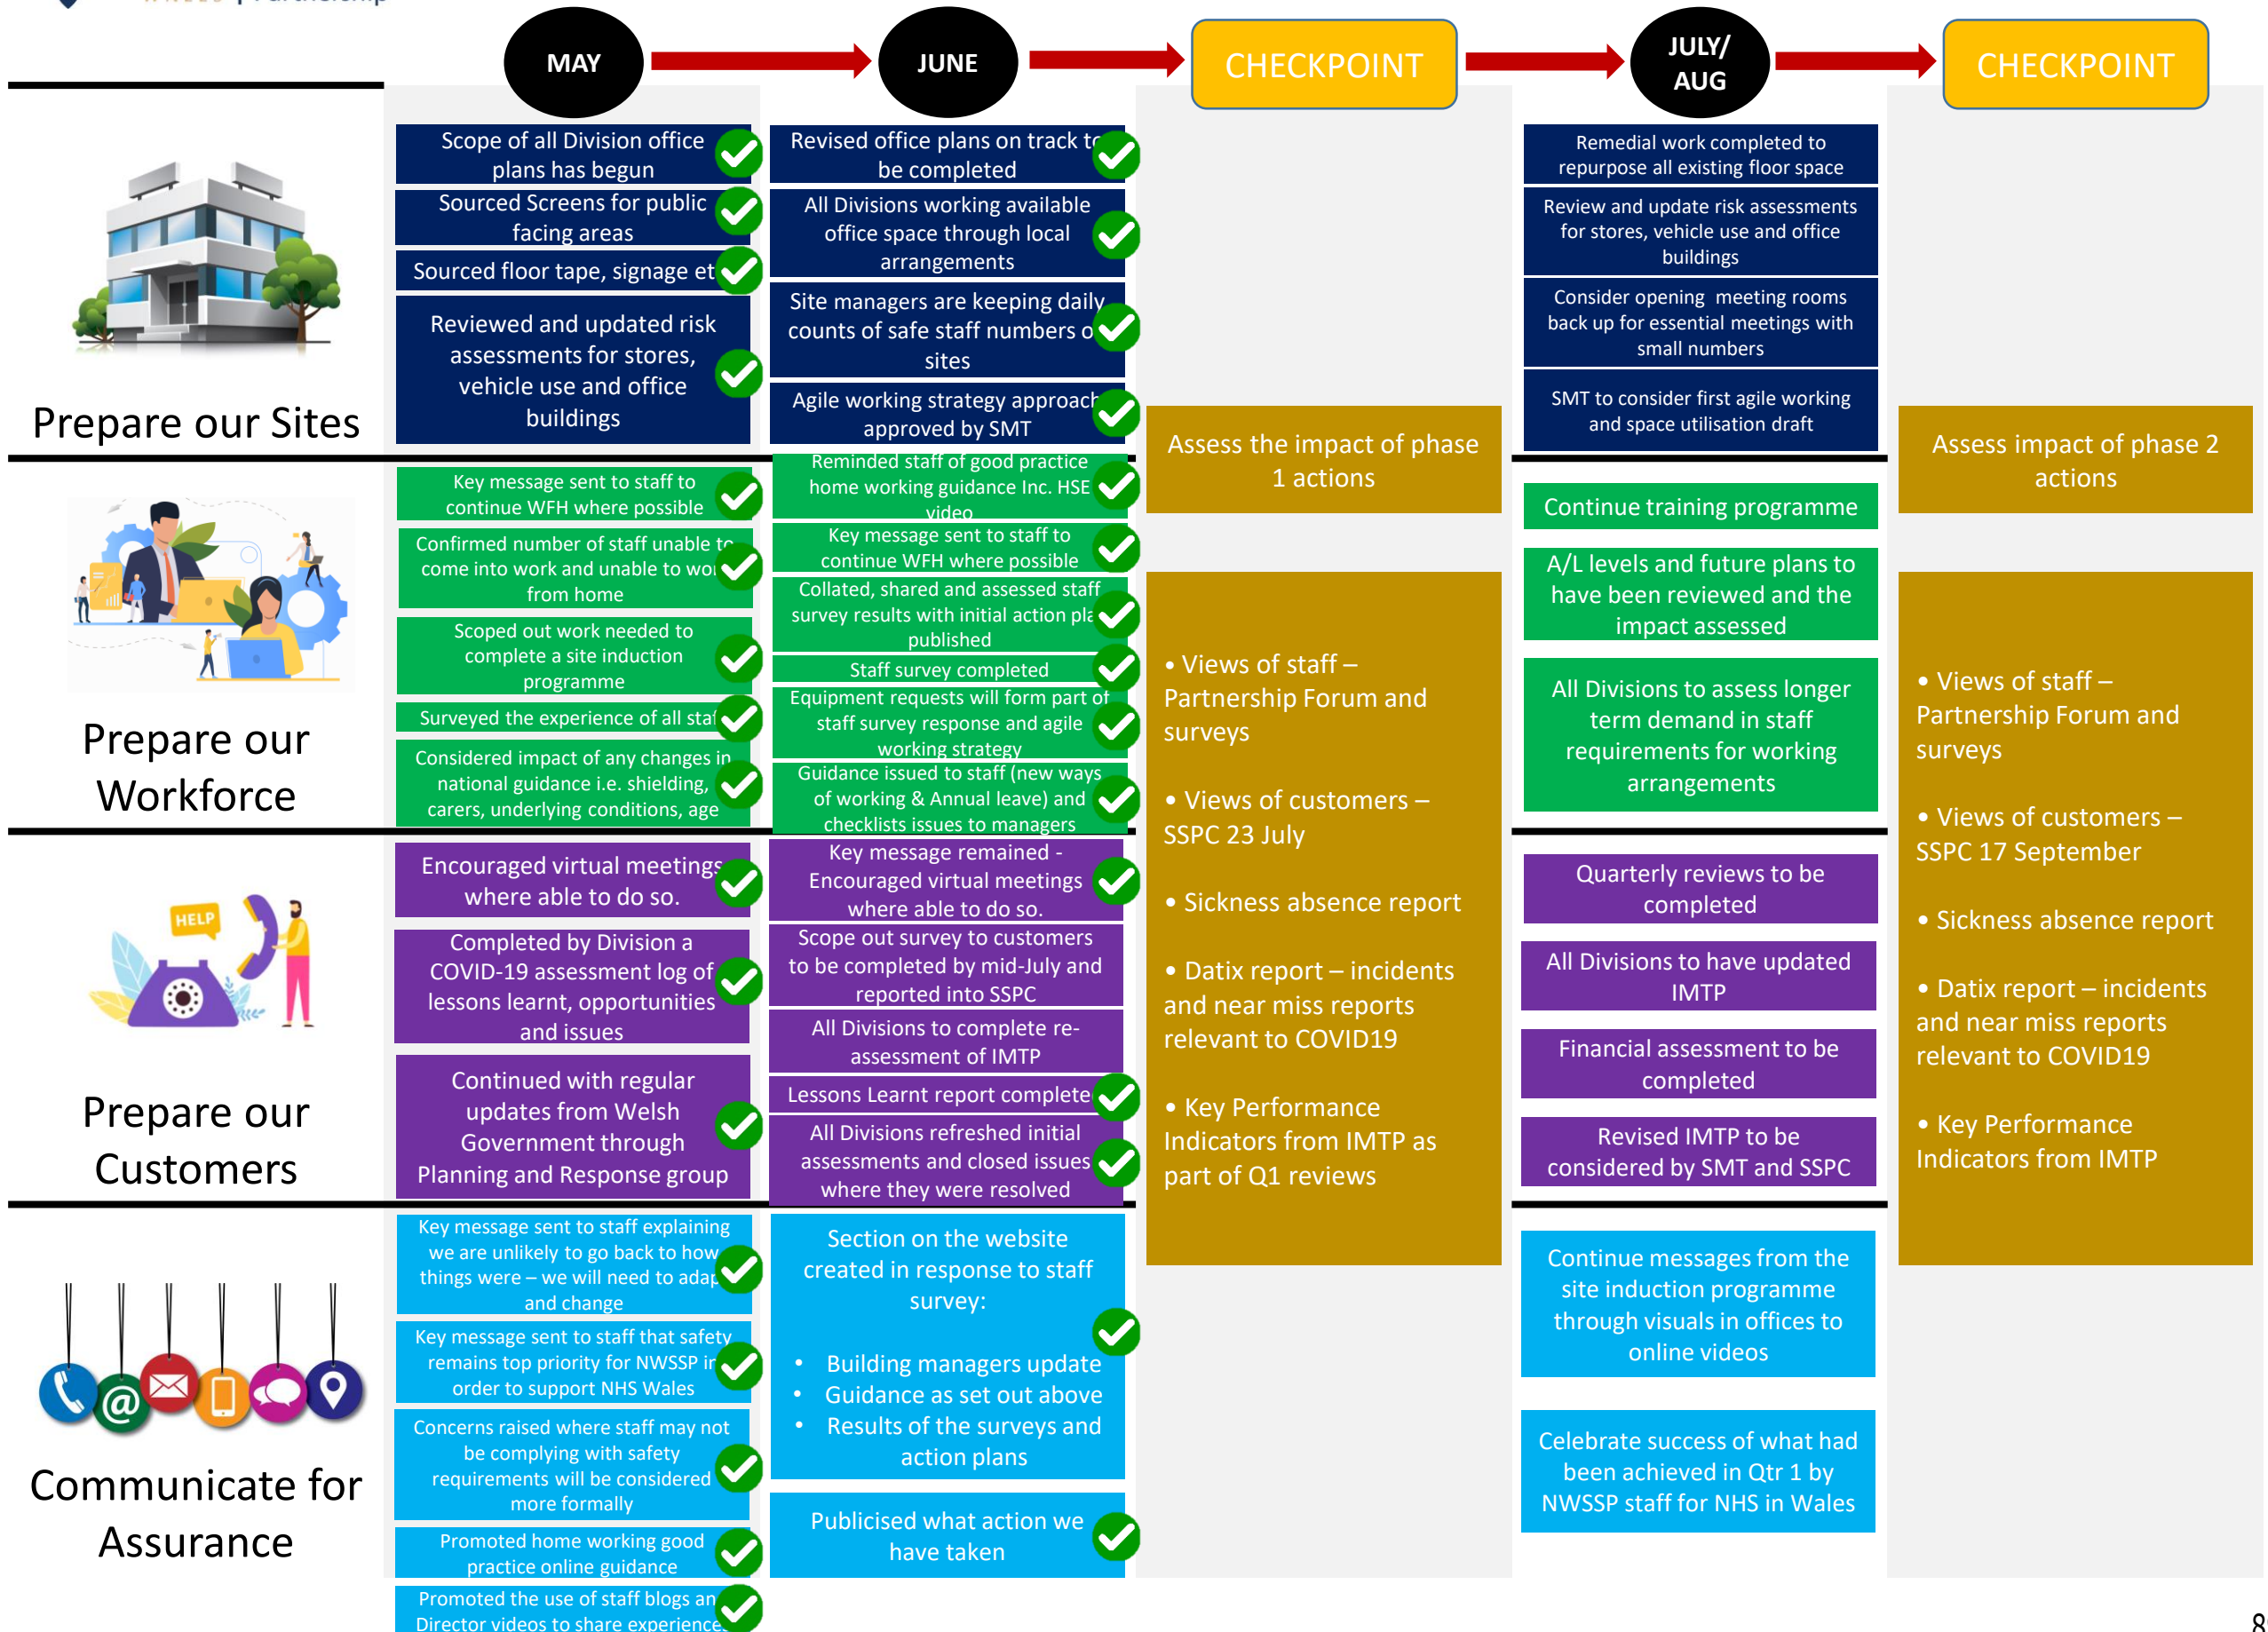 Partnership
MAY
JUNE
CHECKPOINT
JULY/
AUG
CHECKPOINT
Prepare our Sites
Scope of all Division office
plans has begun
Sourced Screens for public
facing areas
Sourced floor tape, signage et
Reviewed and updated risk
assessments for stores,
vehicle use and office
buildings
Revised office plans on track to
be completed
All Divisions working available
office space through local
arrangements
Site managers are keeping daily
counts of safe staff numbers o
sites
Agile working strategy approach
approved by SMT
Remedial work completed to
repurpose all existing floor space
Review and update risk assessments
for stores, vehicle use and office
buildings
Consider opening meeting rooms
back up for essential meetings with
small numbers
SMT to consider first agile working
and space utilisation draft
Prepare our
Workforce
Key message sent to staff to
continue WFH where possible
Confirmed number of staff unable to
come into work and unable to wor
from home
Scoped out work needed to
complete a site induction
programme
Surveyed the experience of all staf
Considered impact of any changes in
national guidance i.e. shielding,
carers, underlying conditions, age
Reminded staff of good practice
home working guidance Inc. HSE
video
Key message sent to staff to
continue WFH where possible
Collated, shared and assessed staff
survey results with initial action pla
published
Staff survey completed
Equipment requests will form part of
staff survey response and agile
working strategy
Guidance issued to staff (new ways
of working & Annual leave) and
checklists issues to managers
Continue training programme
A/L levels and future plans to
have been reviewed and the
impact assessed
All Divisions to assess longer
term demand in staff
requirements for working
arrangements
Prepare our
Customers
HELP
Encouraged virtual meetings
where able to do so.
Completed by Division a
COVID-19 assessment log of
lessons learnt, opportunities
and issues
Continued with regular
updates from Welsh
Government through
Planning and Response group
Key message remained -
Encouraged virtual meetings
where able to do so.
Scope out survey to customers
to be completed by mid-July and
reported into SSPC
All Divisions to complete re-
assessment of IMTP
Lessons Learnt report complete
All Divisions refreshed initial
assessments and closed issues
where they were resolved
Quarterly reviews to be
completed
All Divisions to have updated
IMTP
Financial assessment to be
completed
Revised IMTP to be
considered by SMT and SSPC
Communicate for
Assurance
@
Key message sent to staff explaining
we are unlikely to go back to how
things were – we will need to adap
and change
Key message sent to staff that safety
remains top priority for NWSSP in
order to support NHS Wales
Concerns raised where staff may not
be complying with safety
requirements will be considered
more formally
Promoted home working good
practice online guidance
Promoted the use of staff blogs an
Director videos to share experience
Section on the website
created in response to staff
survey:
• Building managers update
• Guidance as set out above
• Results of the surveys and
action plans
Publicised what action we
have taken
Continue messages from the
site induction programme
through visuals in offices to
online videos
Celebrate success of what had
been achieved in Qtr 1 by
NWSSP staff for NHS in Wales
Assess the impact of phase
1 actions
• Views of staff –
Partnership Forum and
surveys
• Views of customers –
SSPC 23 July
• Sickness absence report
• Datix report – incidents
and near miss reports
relevant to COVID19
• Key Performance
Indicators from IMTP as
part of Q1 reviews
Assess impact of phase 2
actions
• Views of staff –
Partnership Forum and
surveys
• Views of customers –
SSPC 17 September
• Sickness absence report
• Datix report – incidents
and near miss reports
relevant to COVID19
• Key Performance
Indicators from IMTP
8